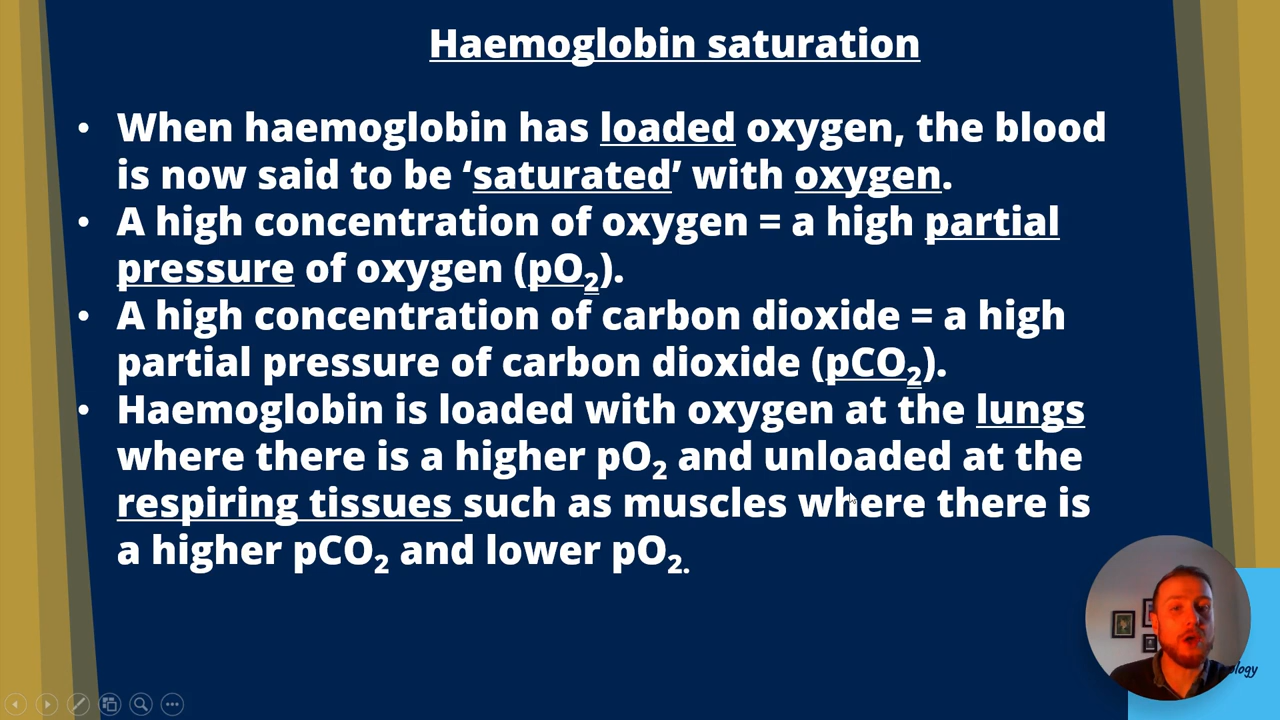 Haemoglobin saturation
• When haemoglobin has loaded oxygen, the blood
is now said to be ‘saturated’ with oxygen.
• A high concentration of oxygen = a high partial
pressure of oxygen (pO₂).
• A high concentration of carbon dioxide = a high
partial pressure of carbon dioxide (pCO₂).
• Haemoglobin is loaded with oxygen at the lungs
where there is a higher pO₂ and unloaded at the
respiring tissues such as muscles where there is
a higher pCO₂ and lower pO₂.